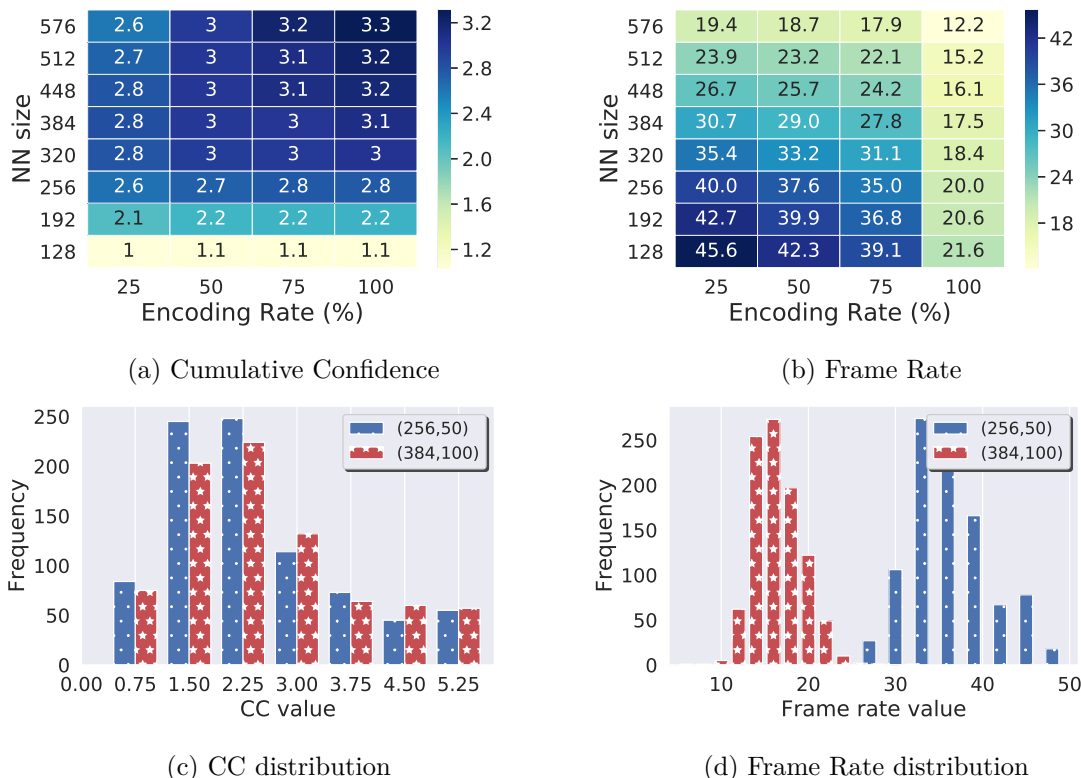 576 2.6 3 3.2 3.3
512 2.7 3 3.1 3.2
448 2.8 3 3.1 3.2
384 2.8 3 3 3.1
320 2.8 3 3 3
256 2.6 2.7 2.8 2.8
192 2.1 2.2 2.2 2.2
128 1 1.1 1.1 1.1
25 50 75 100
NN size
Encoding Rate (%)
3.2
2.8
2.4
2.0
1.6
1.2
(a) Cumulative Confidence
576 19.4 18.7 17.9 12.2
512 23.9 23.2 22.1 15.2
448 26.7 25.7 24.2 16.1
384 30.7 29.0 27.8 17.5
320 35.4 33.2 31.1 18.4
256 40.0 37.6 35.0 20.0
192 42.7 39.9 36.8 20.6
128 45.6 42.3 39.1 21.6
25 50 75 100
NN size
Encoding Rate (%)
42
36
30
24
18
(b) Frame Rate
250
200
150
100
50
0
Frequency
(256,50)
(384,100)
0.00 0.75 1.50 2.25 3.00 3.75 4.50 5.25
CC value
(c) CC distribution
250
200
150
100
50
0
Frequency
(256,50)
(384,100)
10 20 30 40 50
Frame rate value
(d) Frame Rate distribution